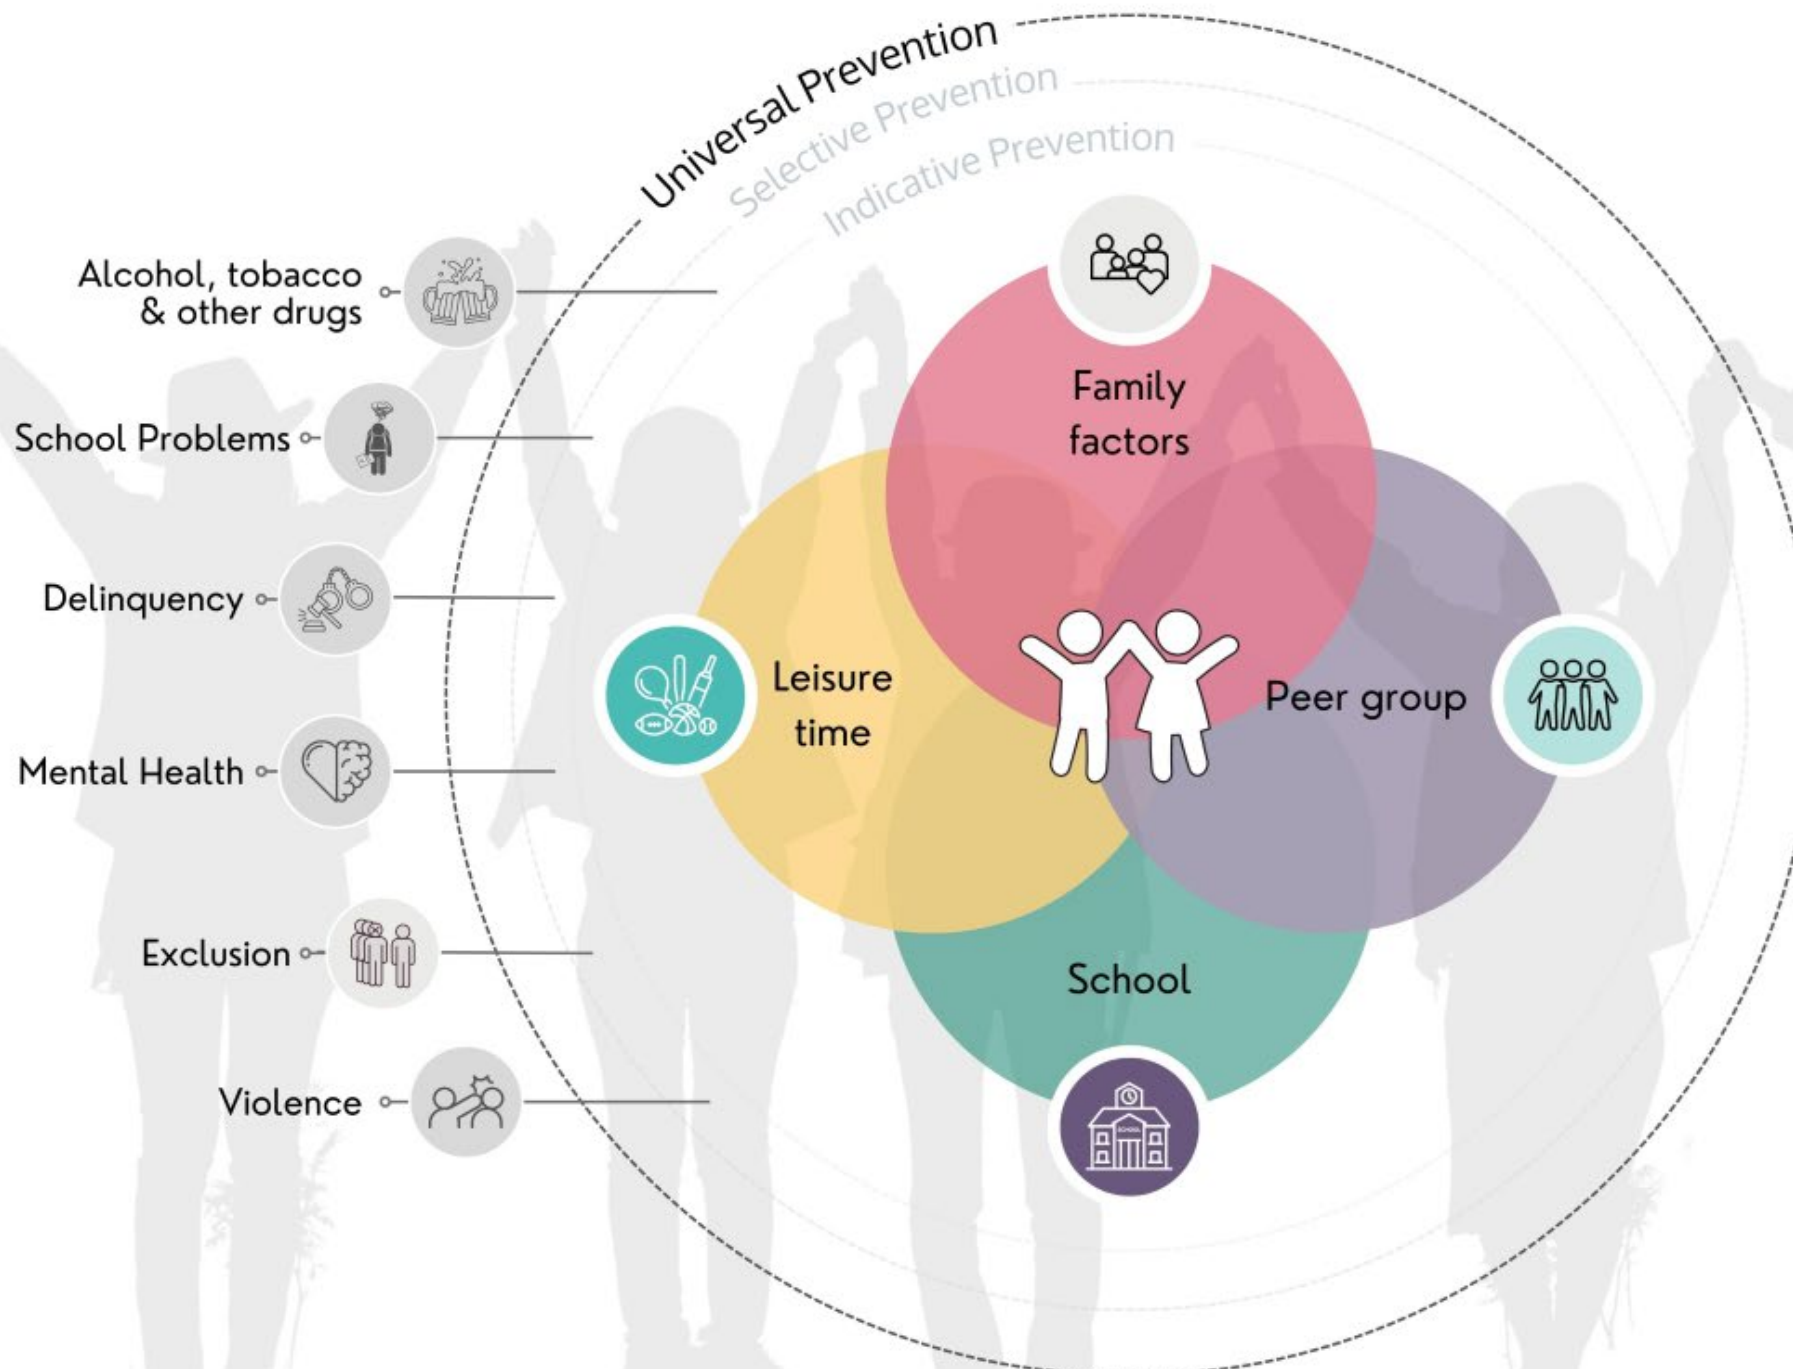 Universal Prevention
Selective Prevention
Indicative Prevention
Alcohol, tobacco
& other drugs
School Problems
Delinquency
Mental Health
Exclusion
Violence
Family
factors
Leisure
time
Peer group
School
SCHOOL